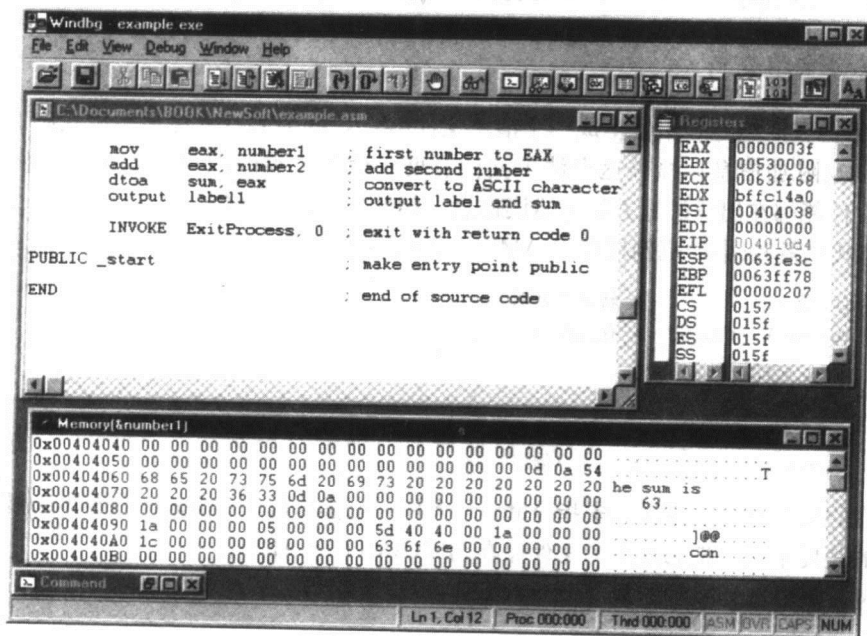 Windbg - example exe
File Edit View Debug Window Help
C:\Documents\BOOK\NewSoft\example.asm
mov eax, number1 ; first number to EAX
add eax, number2 ; add second number
dtoa sum, eax ; convert to ASCII character
output label1 ; output label and sum
INVOKE ExitProcess, 0 ; exit with return code 0
PUBLIC _start ; make entry point public
END ; end of source code
Registers
EAX 0000003f
EBX 00530000
ECX 0063ff68
EDX bffc14a0
ESI 00404038
EDI 00000000
EIP 004010d4
ESP 0063fe3c
EBP 0063ff78
EFL 00000207
CS 0157
DS 015f
ES 015f
SS 015f
Memory(&number1)
0x00404040 00 00 00 00 00 00 00 00 00 00 00 00 00 00 00 00 ................
0x00404050 00 00 00 00 00 00 00 00 00 00 00 00 00 0d 0a 54 ...............T
0x00404060 68 65 20 73 75 6d 20 69 73 20 20 20 20 20 20 20 he sum is
0x00404070 20 20 20 36 33 0d 0a 00 00 00 00 00 00 00 00 00 63...........
0x00404080 00 00 00 00 00 00 00 00 00 00 00 00 00 00 00 00 ................
0x00404090 1a 00 00 00 05 00 00 00 5d 40 40 00 1a 00 00 00 ........]@@.....
0x004040A0 1c 00 00 00 08 00 00 00 63 6f 6e 00 00 00 00 00 ........con.....
0x004040B0 00 00 00 00 00 00 00 00 00 00 00 00 00 00 00 00 ................
Command
Ln 1, Col 12 Proc 000:000 Thrd 000:000 ASM OVR CAPS NUM